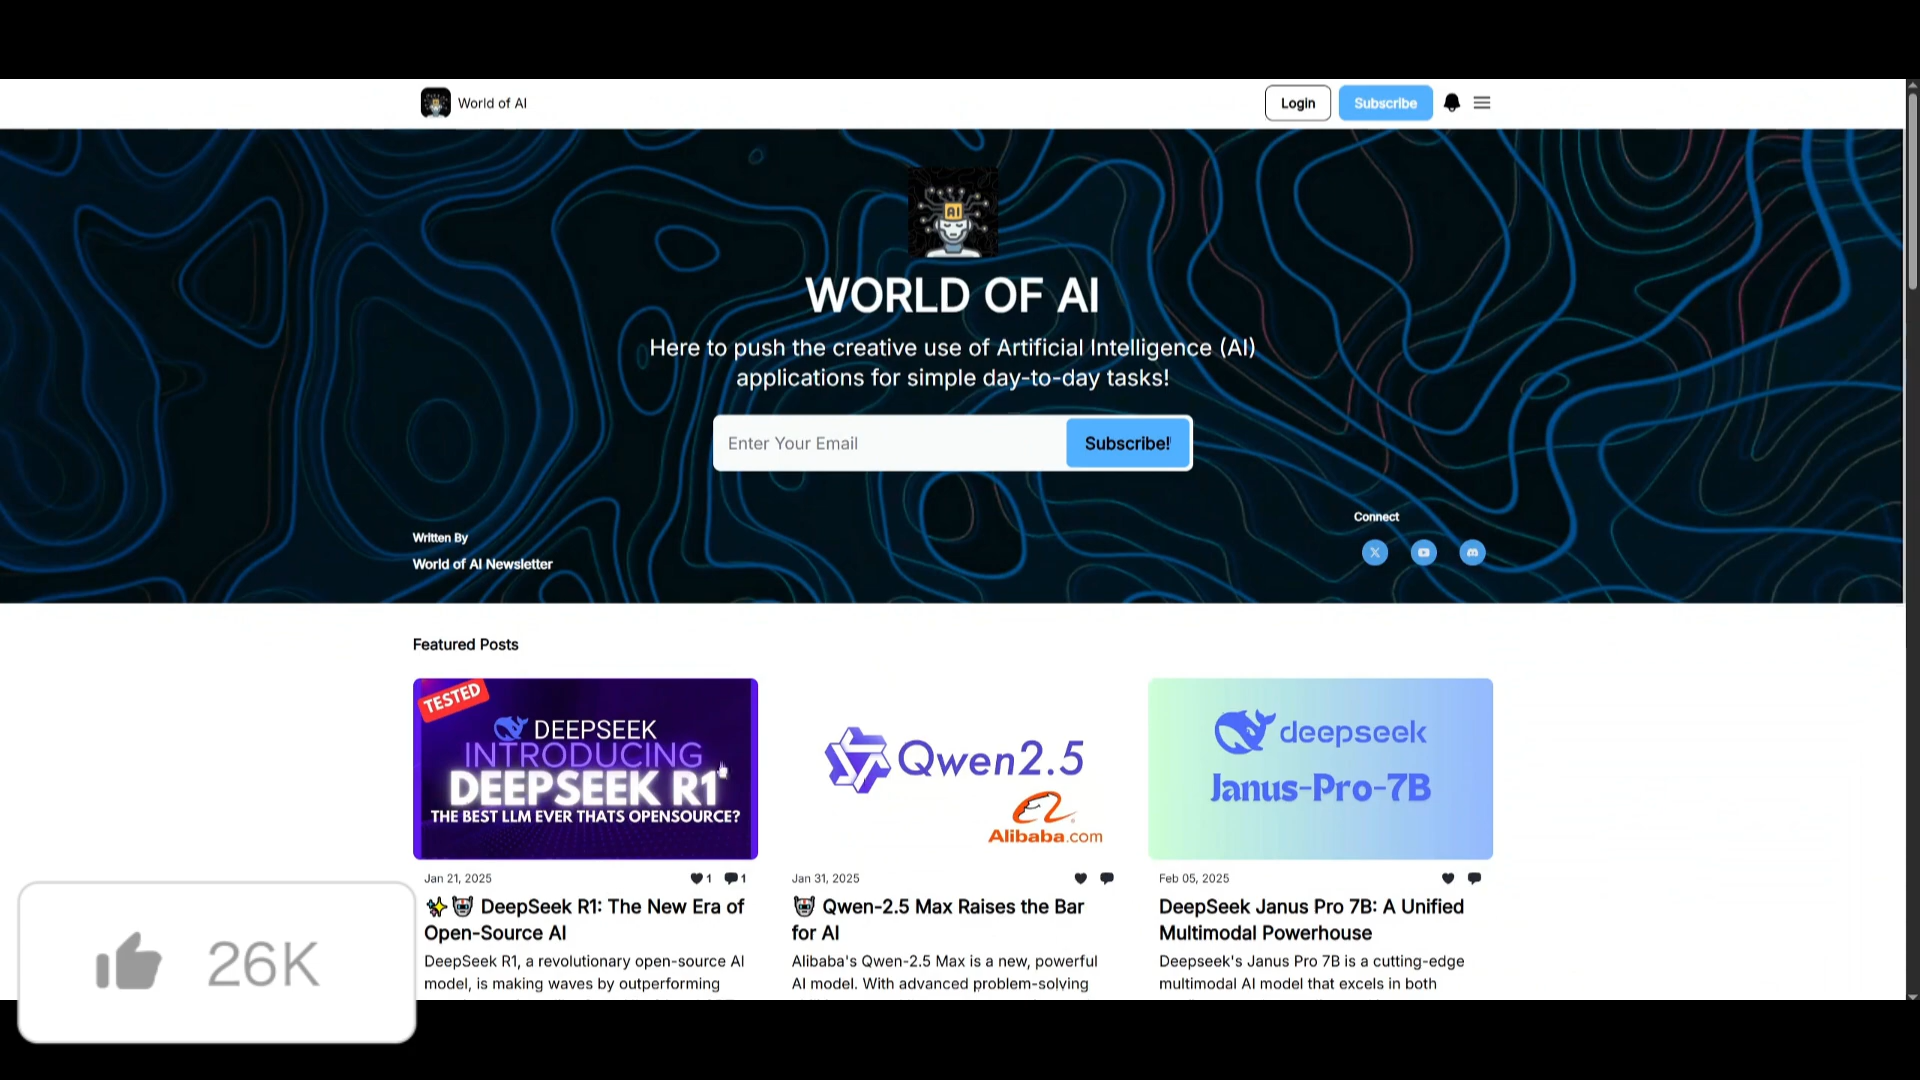 World of AI
Login
Subscribe
AI
WORLD OF AI
Here to push the creative use of Artificial Intelligence (AI)
applications for simple day-to-day tasks!
Enter Your Email
Subscribe!
Connect
Written By
World of AI Newsletter
Featured Posts
TESTED
DEEPSEEK
INTRODUCING
DEEPSEEK R1
THE BEST LLM EVER THATS OPENSOURCE?
Qwen2.5
Alibaba.com
deepseek
Janus-Pro-7B
Jan 21, 2025
1
1
Jan 31, 2025
Feb 05, 2025
DeepSeek R1: The New Era of
Open-Source AI
Qwen-2.5 Max Raises the Bar
for AI
DeepSeek Janus Pro 7B: A Unified
Multimodal Powerhouse
DeepSeek R1, a revolutionary open-source AI
model, is making waves by outperforming
Alibaba's Qwen-2.5 Max is a new, powerful
AI model. With advanced problem-solving
Deepseek's Janus Pro 7B is a cutting-edge
multimodal AI model that excels in both
26K